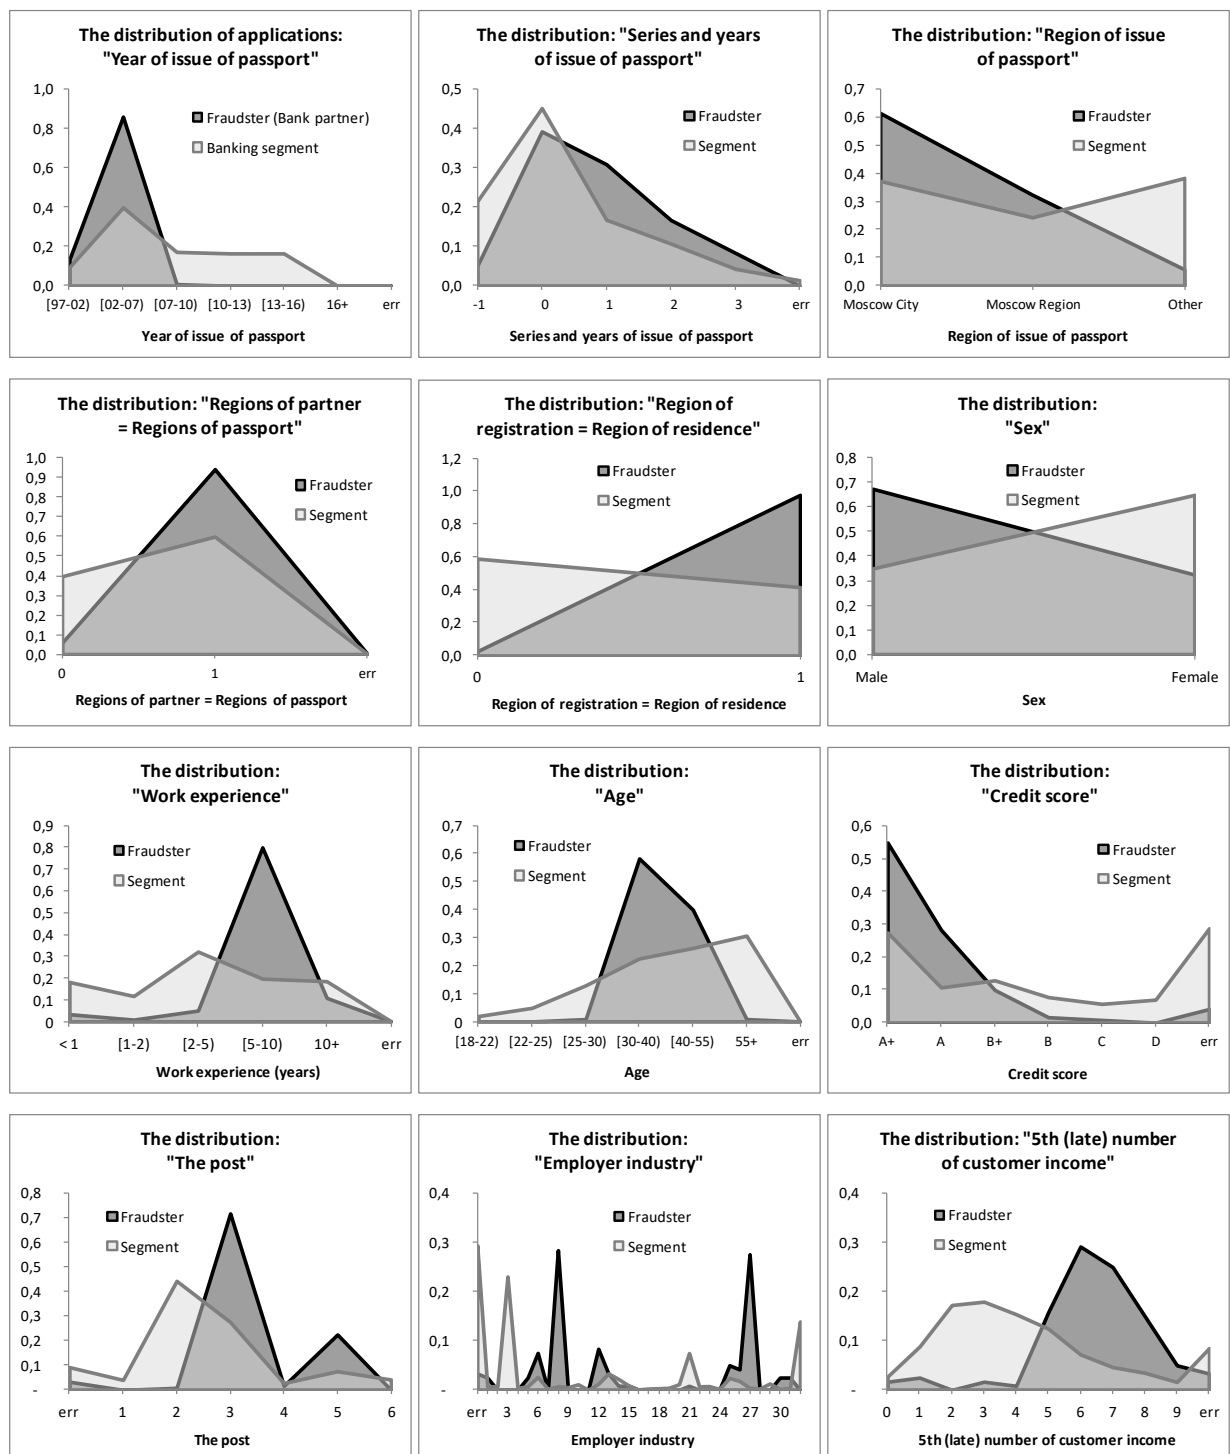 The distribution of applications:
"Year of issue of passport"
1,0
0,8
0,6
0,4
0,2
0,0
Fraudster (Bank partner)
Banking segment
[97-02) [02-07) [07-10) [10-13) [13-16) 16+ err
Year of issue of passport
The distribution: "Series and years
of issue of passport"
0,5
0,4
0,3
0,2
0,1
0,0
Fraudster
Segment
-1 0 1 2 3 err
Series and years of issue of passport
The distribution: "Region of issue
of passport"
0,7
0,6
0,5
0,4
0,3
0,2
0,1
0,0
Fraudster
Segment
Moscow City Moscow Region Other
Region of issue of passport
The distribution: "Regions of partner
= Regions of passport"
1,0
0,9
0,8
0,7
0,6
0,5
0,4
0,3
0,2
0,1
0,0
Fraudster
Segment
0 1 err
Regions of partner = Regions of passport
The distribution: "Region of
registration = Region of residence"
1,2
1,0
0,8
0,6
0,4
0,2
0,0
Fraudster
Segment
0 1
Region of registration = Region of residence
The distribution:
"Sex"
0,8
0,7
0,6
0,5
0,4
0,3
0,2
0,1
0,0
Fraudster
Segment
Male Female
Sex
The distribution:
"Work experience"
0,9
0,8
0,7
0,6
0,5
0,4
0,3
0,2
0,1
0
Fraudster
Segment
< 1 [1-2) [2-5) [5-10) 10+ err
Work experience (years)
The distribution:
"Age"
0,7
0,6
0,5
0,4
0,3
0,2
0,1
0
Fraudster
Segment
[18-22) [22-25) [25-30) [30-40) [40-55) 55+ err
Age
The distribution:
"Credit score"
0,6
0,5
0,4
0,3
0,2
0,1
0,0
Fraudster
Segment
A+ A B+ B C D err
Credit score
The distribution:
"The post"
0,8
0,7
0,6
0,5
0,4
0,3
0,2
0,1
-
Fraudster
Segment
err 1 2 3 4 5 6
The post
The distribution:
"Employer industry"
0,4
0,3
0,2
0,1
-
Fraudster
Segment
err 3 6 9 12 15 18 21 24 27 30
Employer industry
The distribution: "5th (late) number
of customer income"
0,4
0,3
0,2
0,1
-
Fraudster
Segment
0 1 2 3 4 5 6 7 8 9 err
5th (late) number of customer income